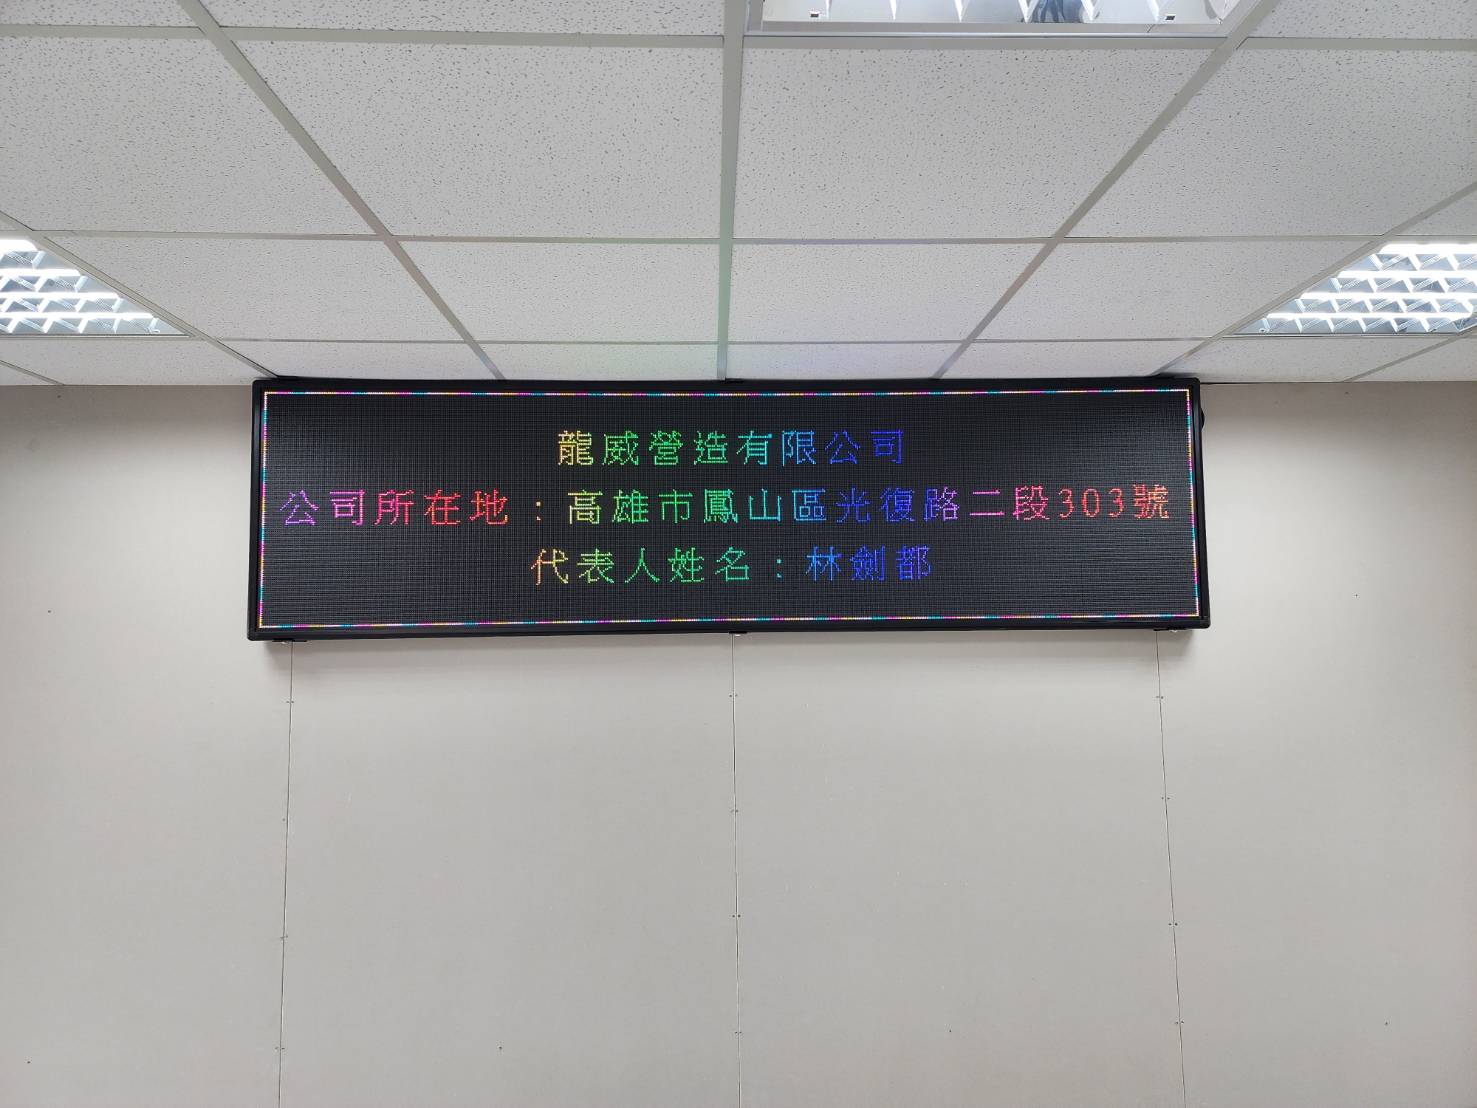 龍威營造有限公司
公司所在地：高雄市鳳山區光復路二段303號
代表人姓名：林劍都